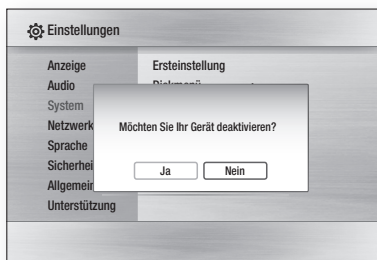 Einstellungen
Anzeige
Ersteinstellung
Audio
System
Netzwerk
Möchten Sie Ihr Gerät deaktivieren?
Sprache
Ja
Nein
Allgemein
Unterstützung